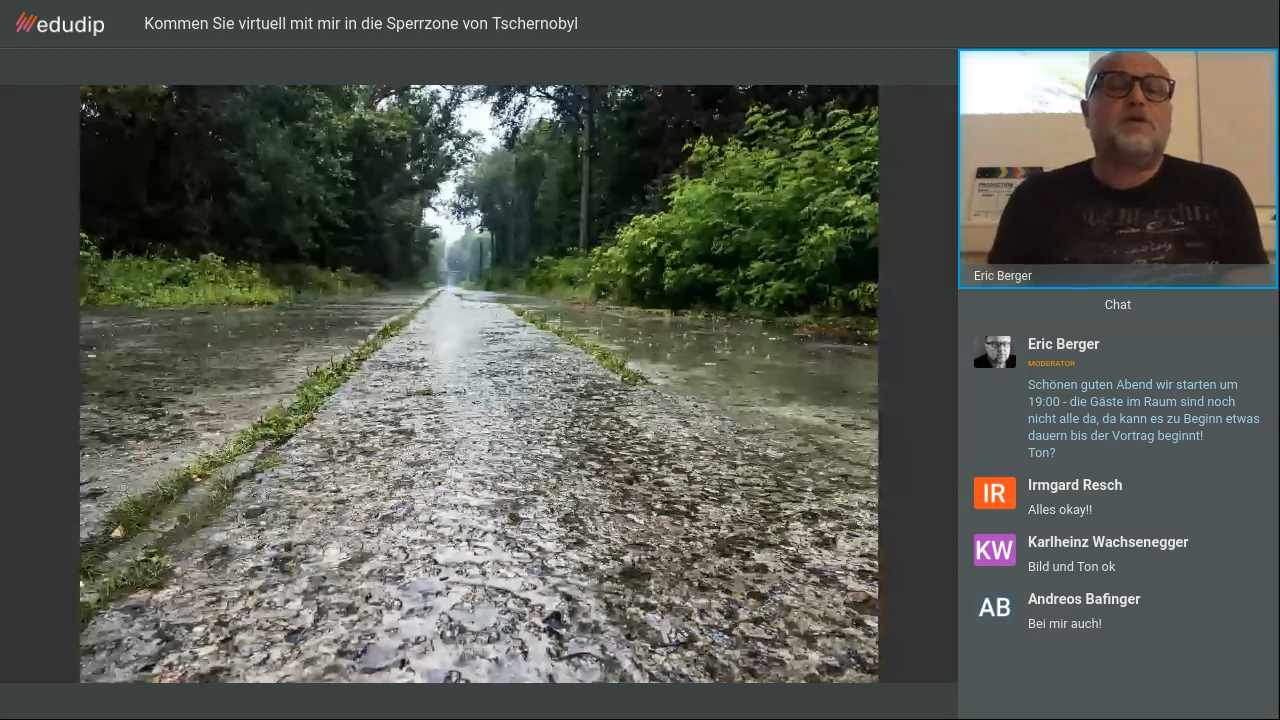 edudip
Kommen Sie virtuell mit mir in die Sperrzone von Tschernobyl
PRODUCTION
Eric Berger
Chat
Eric Berger
MODERATOR
Schönen guten Abend wir starten um
19:00 - die Gäste im Raum sind noch
nicht alle da, da kann es zu Beginn etwas
dauern bis der Vortrag beginnt!
Ton?
IR
Irmgard Resch
Alles okay!!
KW
Karlheinz Wachsenegger
Bild und Ton ok
AB
Andreos Bafinger
Bei mir auch!